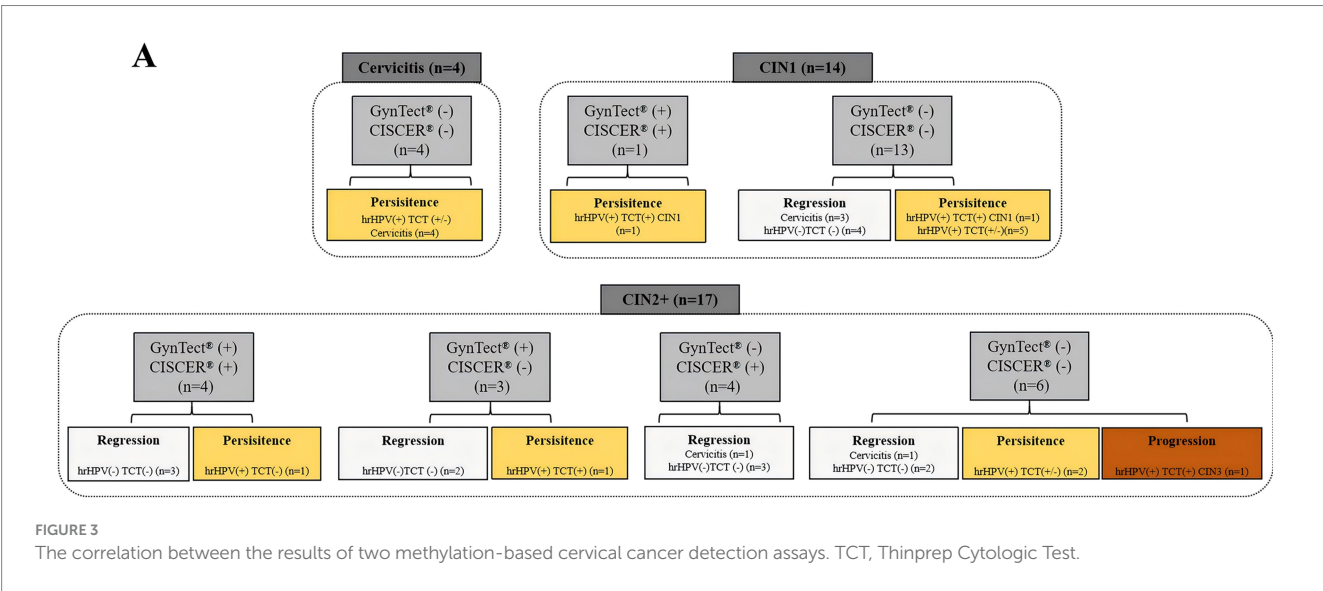 A
Cervicitis (n=4)
GynTect® (-)
CISCER® (-)
(n=4)
Persisitence
hrHPV(+) TCT (+/-)
Cervicitis (n=4)
CIN1 (n=14)
GynTect® (+)
CISCER® (+)
(n=1)
Persisitence
hrHPV(+) TCT(+) CIN1
(n=1)
GynTect® (-)
CISCER® (-)
(n=13)
Regression
Cervicitis (n=3)
hrHPV(-)TCT (-) (n=4)
Persisitence
hrHPV(+) TCT(+) CIN1 (n=1)
hrHPV(+) TCT(+/-)(n=5)
CIN2+ (n=17)
GynTect® (+)
CISCER® (+)
(n=4)
Regression
hrHPV(-) TCT(-) (n=3)
Persisitence
hrHPV(+) TCT(-) (n=1)
GynTect® (+)
CISCER® (-)
(n=3)
Regression
hrHPV(-)TCT (-) (n=2)
Persisitence
hrHPV(+) TCT(+) (n=1)
GynTect® (-)
CISCER® (+)
(n=4)
Regression
Cervicitis (n=1)
hrHPV(-)TCT (-) (n=3)
GynTect® (-)
CISCER® (-)
(n=6)
Regression
Cervicitis (n=1)
hrHPV(-) TCT(-) (n=2)
Persisitence
hrHPV(+) TCT(+/-) (n=2)
Progression
hrHPV(+) TCT(+) CIN3 (n=1)
FIGURE 3
The correlation between the results of two methylation-based cervical cancer detection assays. TCT, Thinprep Cytologic Test.